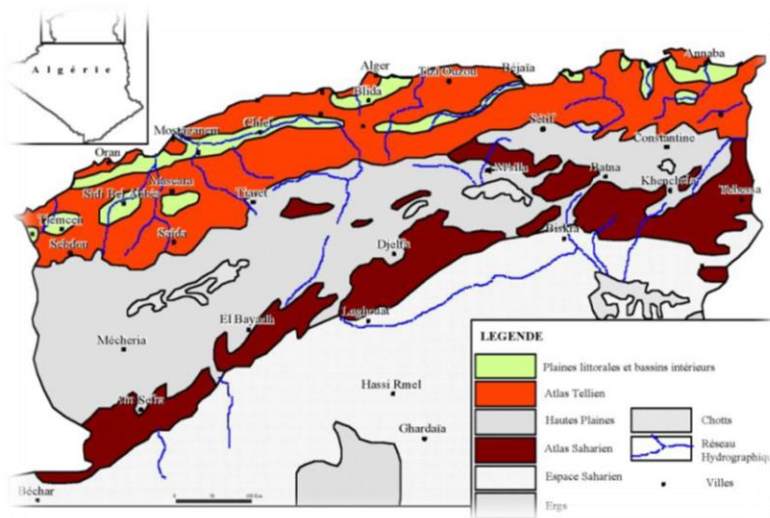 Algérie
Annaba
Alger
Tizi Ouzou
Béjaïa
Blida
Chlef
Mostaganem
Sétif
Constantine
Oran
M'sila
Batna
Mascara
Sidi Bel Abbès
Tiaret
Khenchela
Tebessa
Tlemcen
Saïda
Sebdou
Biskra
Djelfa
El Bayadh
Laghouat
Mécheria
Hassi Rmel
Ain Sefra
Ghardaïa
Béchar
LEGENDE
Plaines littorales et bassins intérieurs
Atlas Tellien
Hautes Plaines
Chotts
Atlas Saharien
Réseau
Hydrographiqu
Espace Saharien
Villes
Ergs